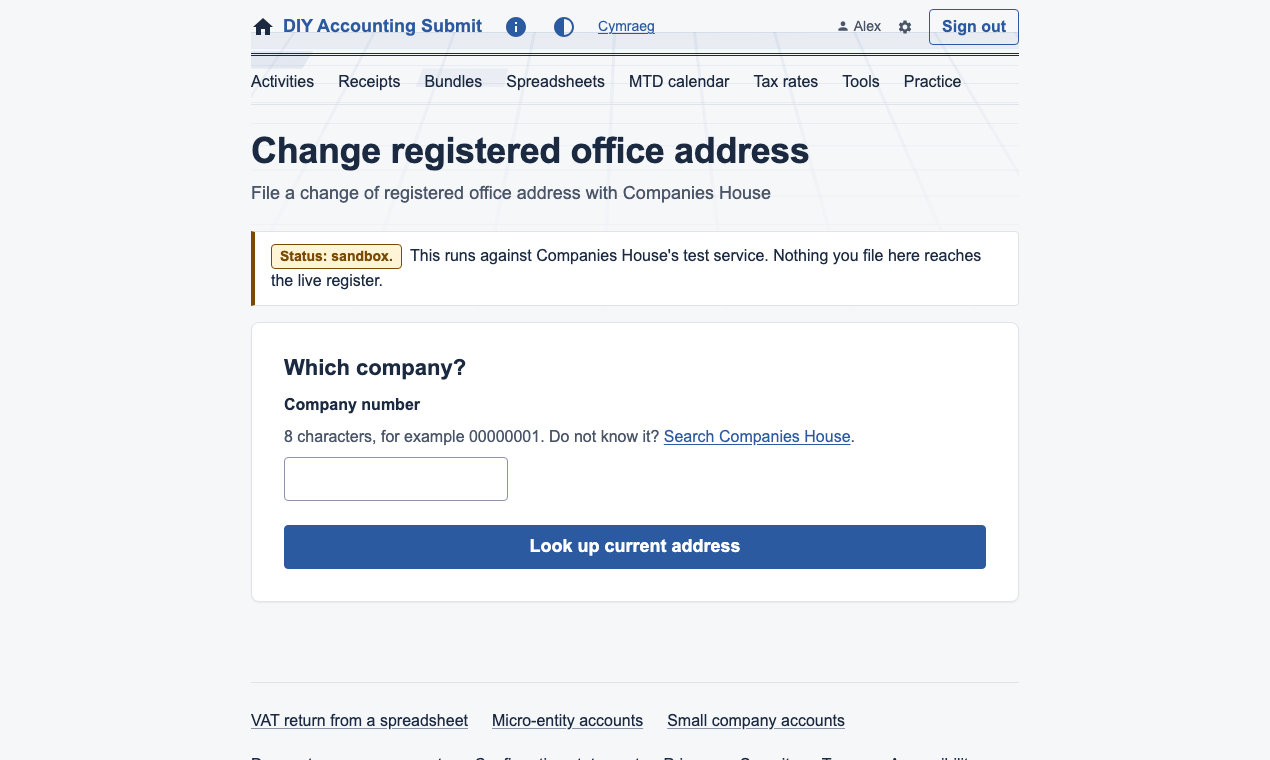 DIY Accounting Submit
Cymraeg
Alex
Sign out
Activities Receipts Bundles Spreadsheets MTD calendar Tax rates Tools Practice
Change registered office address
File a change of registered office address with Companies House
Status: sandbox. This runs against Companies House's test service. Nothing you file here reaches
the live register.
Which company?
Company number
8 characters, for example 00000001. Do not know it? Search Companies House.
Look up current address
VAT return from a spreadsheet Micro-entity accounts Small company accounts